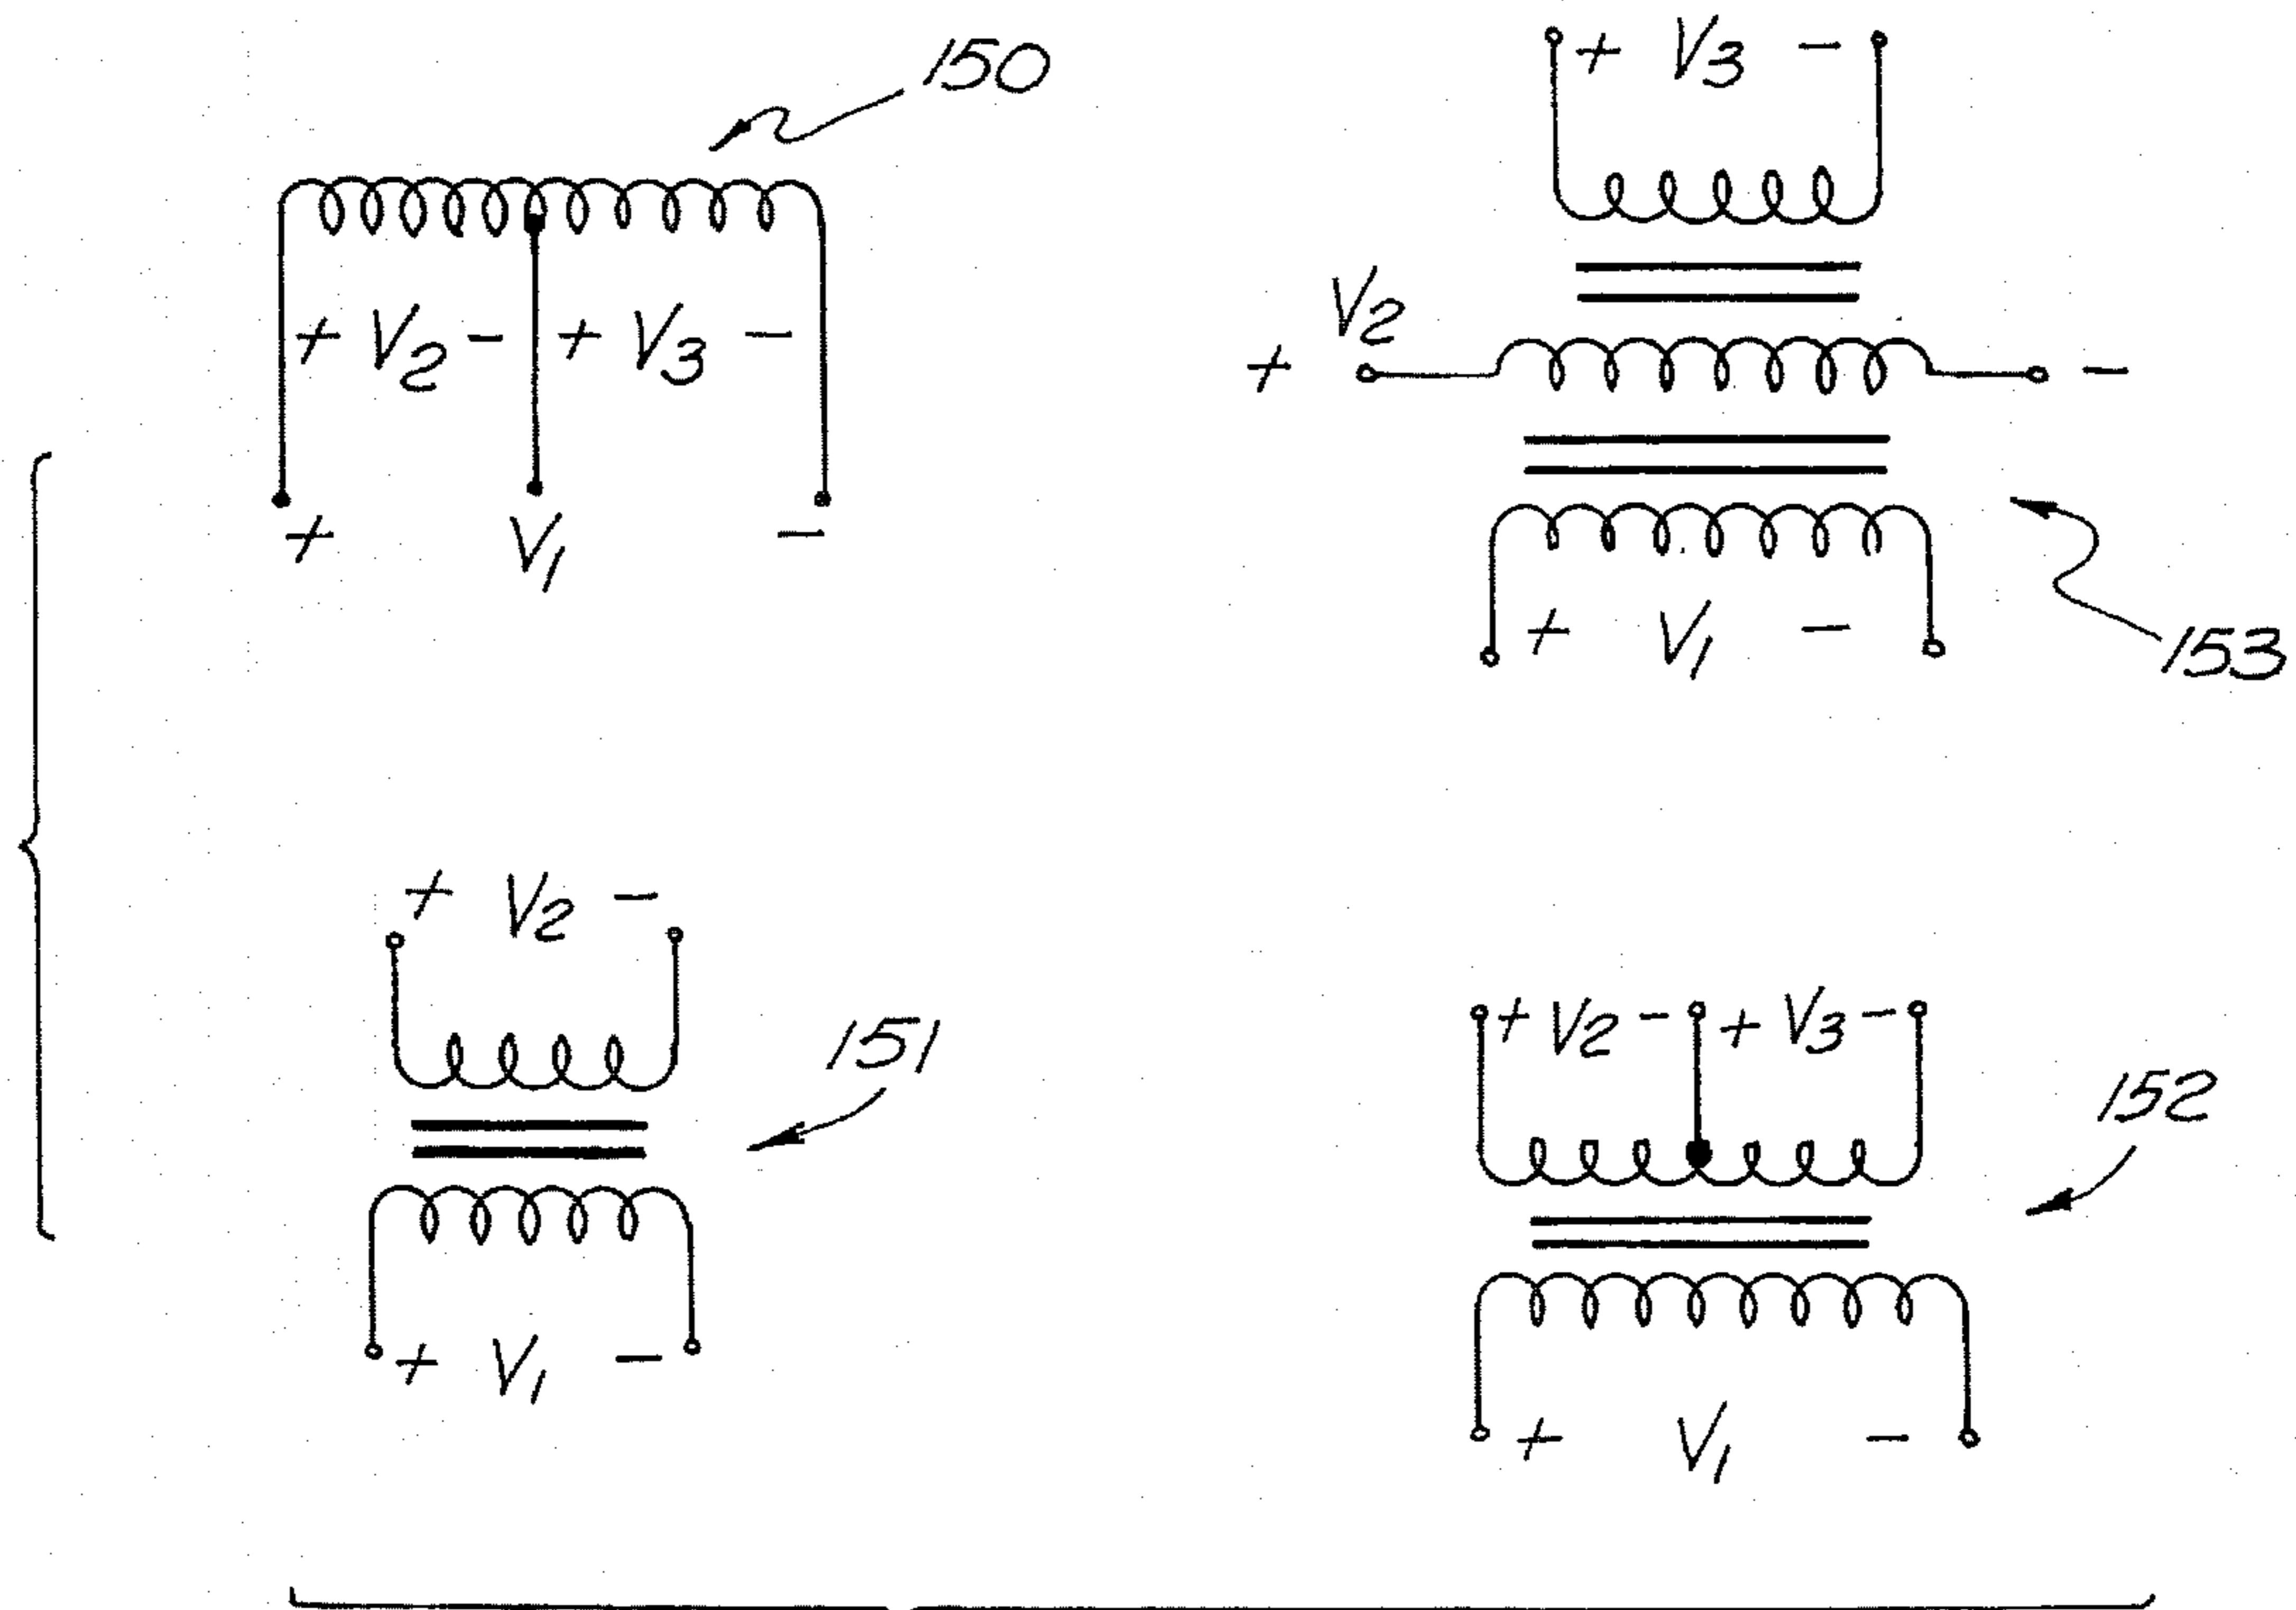 150
+ V2 - + V3 -
+ V1 -
+ V3 -
V2
+ -
+ V1 -
153
+ V2 -
151
+ V1 -
+ V2 - + V3 -
152
+ V1 -